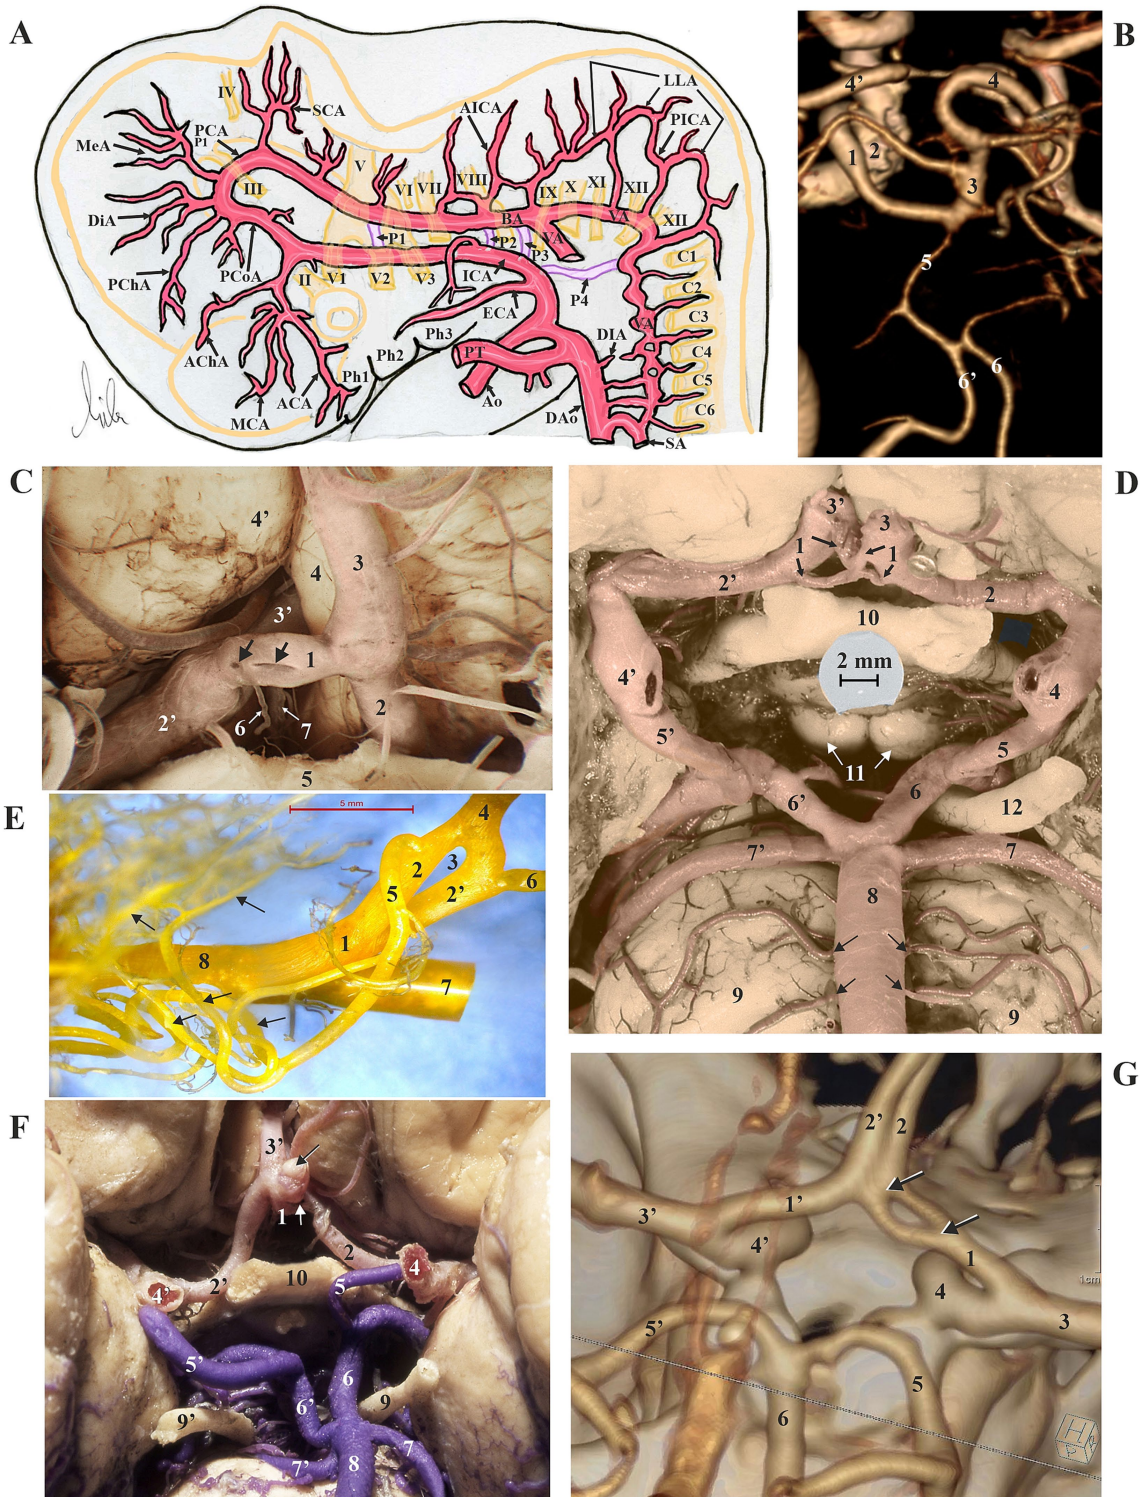 A
B
IV
SCA
PCA
P1
MeA
III
DiA
PChA
PCoA
AChA
MCA
ACA
II
V
VI
VII
VIII
AICA
LLA
PICA
IX
X
XI
XII
XII
BA
VA
VA
P1
P2
P3
P4
V1
V2
V3
ICA
ECA
Ph1
Ph2
Ph3
PT
Ao
DIA
DAo
SA
VA
C1
C2
C3
C4
C5
C6
4’
4
1
2
3
5
6’
6
C
4’
4
3
3’
1
2’
2
6
7
5
D
3’
3
1
1
2’
2
10
2 mm
4’
4
5’
5
11
6’
6
12
7’
7
8
9
9
E
5 mm
4
2
3
5
2’
6
1
8
7
F
3’
1
2
2’
10
4
4’
5
5’
6
6’
9
9’
7
7’
8
G
2’
2
1’
3’
4’
1
4
3
1cm
5’
5
6
H